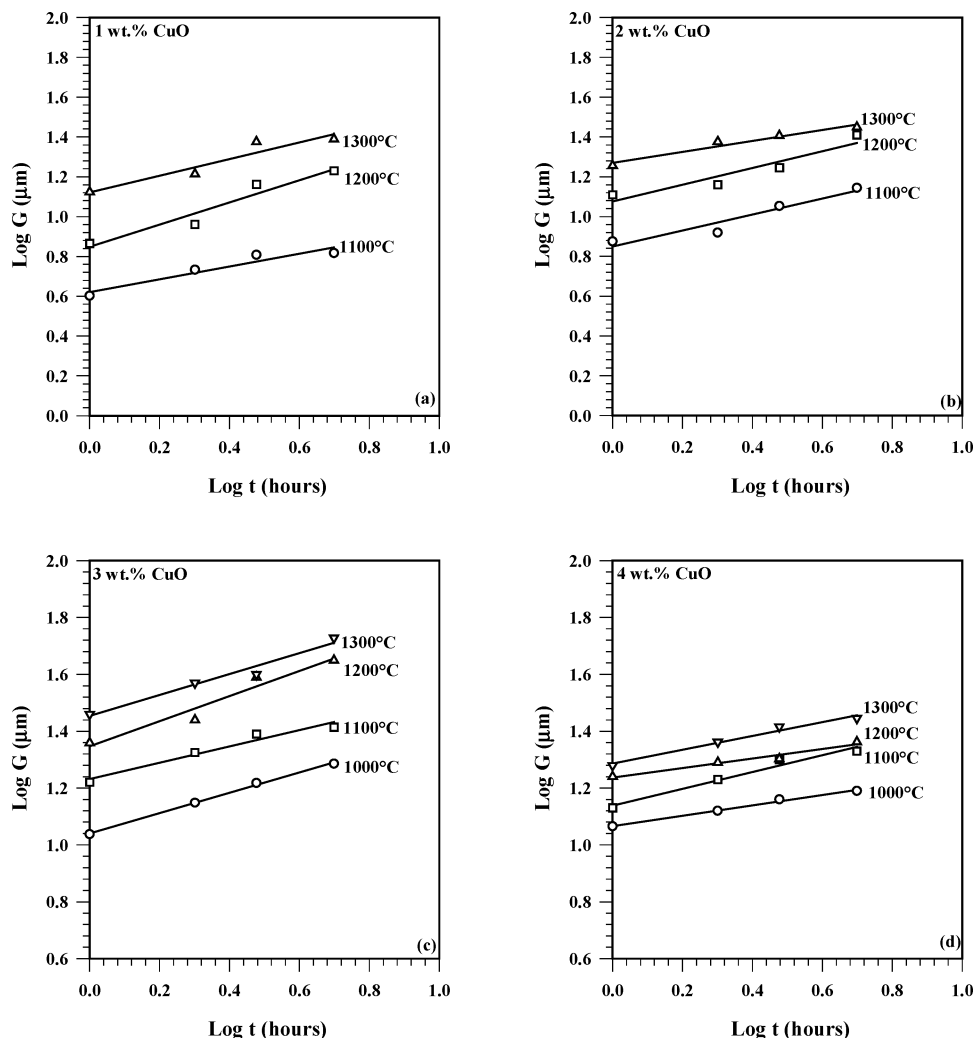 1 wt.% CuO
2.0
1.8
1.6
1.4
1.2
1.0
0.8
0.6
0.4
0.2
0.0
Log G (μm)
1300°C
1200°C
1100°C
(a)
0.0 0.2 0.4 0.6 0.8 1.0
Log t (hours)
2 wt.% CuO
2.0
1.8
1.6
1.4
1.2
1.0
0.8
0.6
0.4
0.2
0.0
Log G (μm)
1300°C
1200°C
1100°C
(b)
0.0 0.2 0.4 0.6 0.8 1.0
Log t (hours)
3 wt.% CuO
2.0
1.8
1.6
1.4
1.2
1.0
0.8
0.6
Log G (μm)
1300°C
1200°C
1100°C
1000°C
(c)
0.0 0.2 0.4 0.6 0.8 1.0
Log t (hours)
4 wt.% CuO
2.0
1.8
1.6
1.4
1.2
1.0
0.8
0.6
Log G (μm)
1300°C
1200°C
1100°C
1000°C
(d)
0.0 0.2 0.4 0.6 0.8 1.0
Log t (hours)